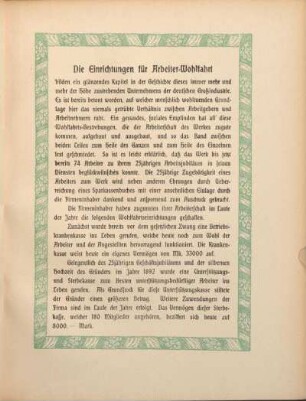 Die Einrichtungen für Arbeiter-Wohlfahrt
bilden ein glänzendes Kapitel in der Geschichte dieses immer mehr und
mehr der Höhe zustrebenden Unternehmens der deutschen Großindustrie.
Es ist bereits betont worden, auf welcher menschlich wohltuenden Grund-
lage hier das vielmals gerühmte Verhältnis zwischen Arbeitgebern und
Arbeitnehmern ruht. Ein gesundes, soziales Empfinden hat all diese
Wohlfahrts-Bestrebungen, die der Arbeiterschaft des Werkes zugute
kommen, aufgebaut und ausgebaut, und so das Band zwischen
beiden Teilen zum Heile des Ganzen und zum Heile des Einzelnen
fest geschmiedet. So ist es leicht erklärlich, daß das Werk bis jetzt
bereits 74 Arbeiter zu ihrem 25jährigen Arbeitsjubiläum in seinen
Diensten beglückwünschen konnte. Die 25jährige Zugehörigkeit eines
Arbeiters zum Werk wird neben anderen Ehrungen durch Ueber-
reichung eines Sparkassenbuches mit einer ansehnlichen Einlage durch
die Firmeninhaber dankend und anerkennend zum Ausdruck gebracht.
Die Firmeninhaber haben zugunsten ihrer Arbeiterschaft im Laufe
der Jahre die folgenden Wohlfahrtseinrichtungen geschaffen.
Zunächst wurde bereits vor dem gesetzlichen Zwang eine Betriebs-
krankenkasse ins Leben gerufen, welche heute noch zum Wohl der
Arbeiter und der Angestellten hervorragend funktioniert. Die Kranken-
kasse weist heute ein eigenes Vermögen von Mk. 33000 auf.
Gelegentlich des 25jährigen Geschäftsjubiläums und der silbernen
Hochzeit des Gründers im Jahre 1892 wurde eine Unterstützungs-
und Sterbekasse zum Besten unterstützungsbedürftiger Arbeiter ins
Leben gerufen. Als Grundstock für diese Unterstützungskasse stiftete
der Gründer einen größeren Betrag. Weitere Zuwendungen der
Firma sind im Laufe der Jahre erfolgt. Das Vermögen dieser Sterbe-
kasse, welcher 180 Mitglieder angehören, beziffert sich heute auf
8000.— Mark.